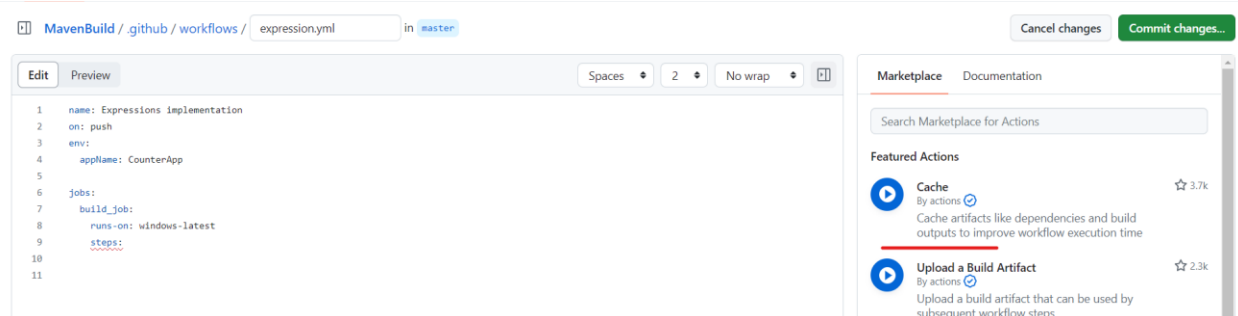 MavenBuild / .github / workflows / expression.yml in master
Cancel changes
Commit changes...
Edit
Preview
Spaces
2
No wrap
1 name: Expressions implementation
2 on: push
3 env:
4 appName: CounterApp
5
6 jobs:
7 build_job:
8 runs-on: windows-latest
9 steps:
10
11
Marketplace
Documentation
Search Marketplace for Actions
Featured Actions
Cache
3.7k
By actions
Cache artifacts like dependencies and build
outputs to improve workflow execution time
Upload a Build Artifact
2.3k
By actions
Upload a build artifact that can be used by
subsequent workflow steps